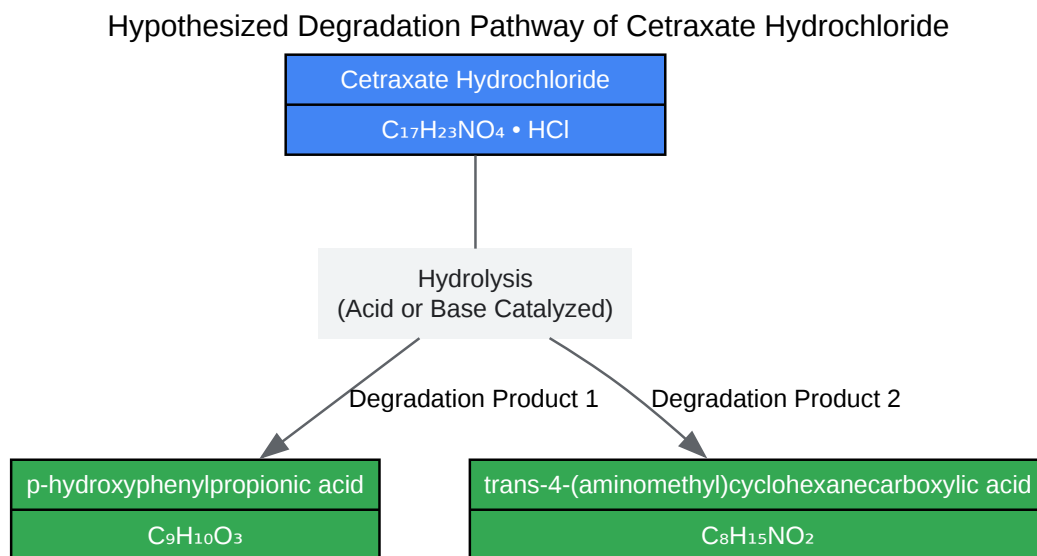 Hypothesized Degradation Pathway of Cetraxate Hydrochloride
Cetraxate Hydrochloride
C₁₇H₂₃NO₄ • HCl
Hydrolysis
(Acid or Base Catalyzed)
Degradation Product 1
Degradation Product 2
p-hydroxyphenylpropionic acid
C₉H₁₀O₃
trans-4-(aminomethyl)cyclohexanecarboxylic acid
C₈H₁₅NO₂